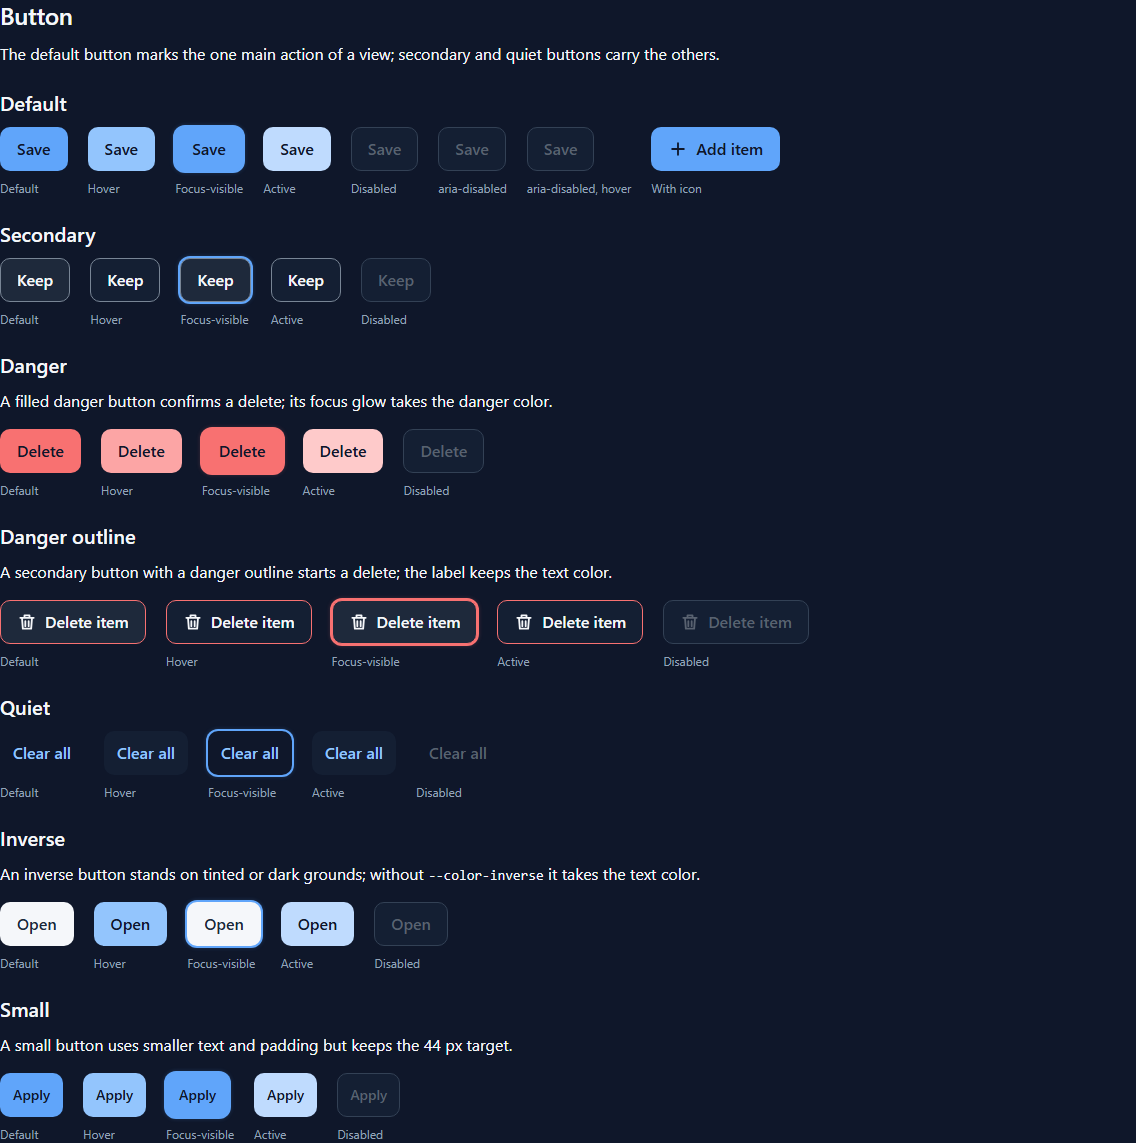 Button
The default button marks the one main action of a view; secondary and quiet buttons carry the others.
Default
Save Save Save Save Save Save Save + Add item
Default Hover Focus-visible Active Disabled aria-disabled aria-disabled, hover With icon
Secondary
Keep Keep Keep Keep Keep
Default Hover Focus-visible Active Disabled
Danger
A filled danger button confirms a delete; its focus glow takes the danger color.
Delete Delete Delete Delete Delete
Default Hover Focus-visible Active Disabled
Danger outline
A secondary button with a danger outline starts a delete; the label keeps the text color.
Delete item Delete item Delete item Delete item Delete item
Default Hover Focus-visible Active Disabled
Quiet
Clear all Clear all Clear all Clear all Clear all
Default Hover Focus-visible Active Disabled
Inverse
An inverse button stands on tinted or dark grounds; without --color-inverse it takes the text color.
Open Open Open Open Open
Default Hover Focus-visible Active Disabled
Small
A small button uses smaller text and padding but keeps the 44 px target.
Apply Apply Apply Apply Apply
Default Hover Focus-visible Active Disabled